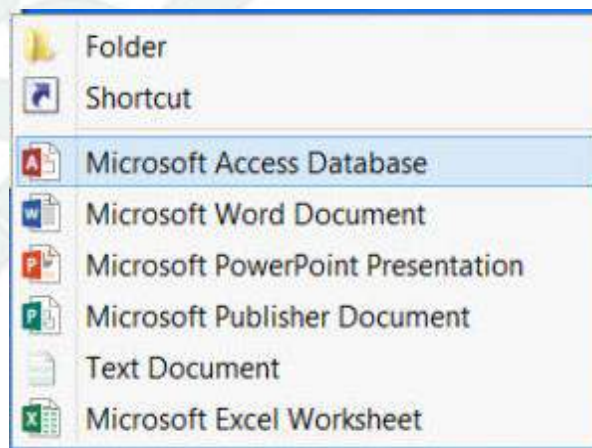 Folder
Shortcut
Microsoft Access Database
Microsoft Word Document
Microsoft PowerPoint Presentation
Microsoft Publisher Document
Text Document
Microsoft Excel Worksheet